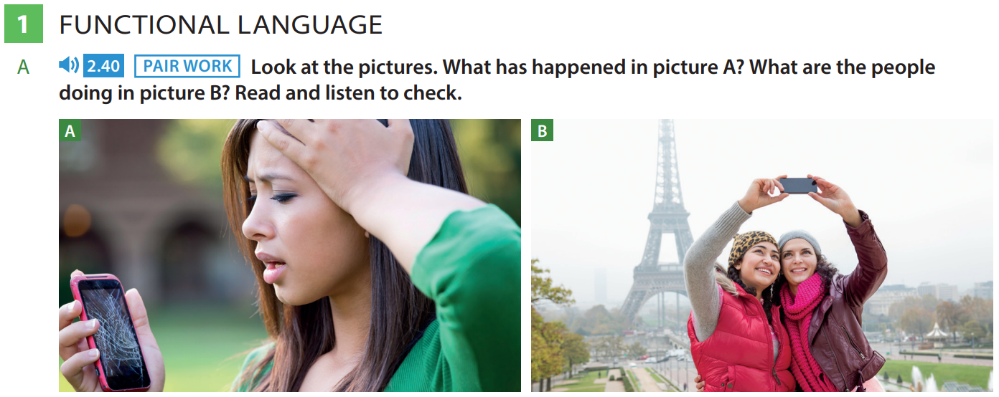 1 FUNCTIONAL LANGUAGE
A 2.40 PAIR WORK Look at the pictures. What has happened in picture A? What are the people
doing in picture B? Read and listen to check.
A B